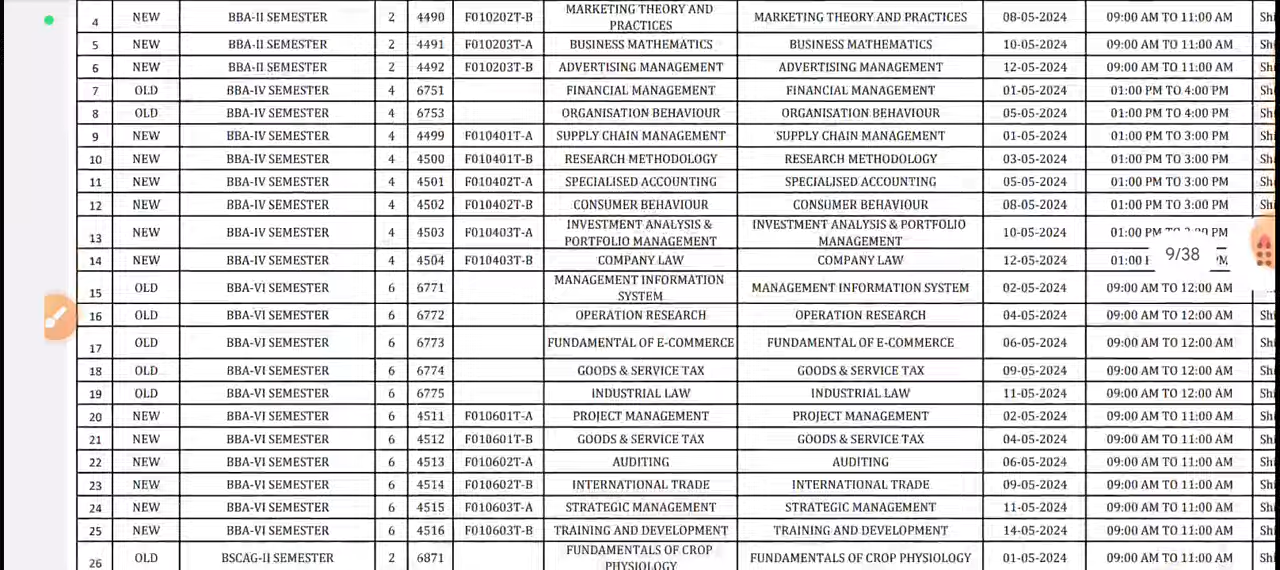 4 NEW BBA-II SEMESTER 2 4490 F010202T-B MARKETING THEORY AND PRACTICES MARKETING THEORY AND PRACTICES 08-05-2024 09:00 AM TO 11:00 AM Shi
5 NEW BBA-II SEMESTER 2 4491 F010203T-A BUSINESS MATHEMATICS BUSINESS MATHEMATICS 10-05-2024 09:00 AM TO 11:00 AM Shi
6 NEW BBA-II SEMESTER 2 4492 F010203T-B ADVERTISING MANAGEMENT ADVERTISING MANAGEMENT 12-05-2024 09:00 AM TO 11:00 AM Shi
7 OLD BBA-IV SEMESTER 4 6751 FINANCIAL MANAGEMENT FINANCIAL MANAGEMENT 01-05-2024 01:00 PM TO 4:00 PM Sh
8 OLD BBA-IV SEMESTER 4 6753 ORGANISATION BEHAVIOUR ORGANISATION BEHAVIOUR 05-05-2024 01:00 PM TO 4:00 PM Sh
9 NEW BBA-IV SEMESTER 4 4499 F010401T-A SUPPLY CHAIN MANAGEMENT SUPPLY CHAIN MANAGEMENT 01-05-2024 01:00 PM TO 3:00 PM Sh
10 NEW BBA-IV SEMESTER 4 4500 F010401T-B RESEARCH METHODOLOGY RESEARCH METHODOLOGY 03-05-2024 01:00 PM TO 3:00 PM Sh
11 NEW BBA-IV SEMESTER 4 4501 F010402T-A SPECIALISED ACCOUNTING SPECIALISED ACCOUNTING 05-05-2024 01:00 PM TO 3:00 PM Sh
12 NEW BBA-IV SEMESTER 4 4502 F010402T-B CONSUMER BEHAVIOUR CONSUMER BEHAVIOUR 08-05-2024 01:00 PM TO 3:00 PM Sh
13 NEW BBA-IV SEMESTER 4 4503 F010403T-A INVESTMENT ANALYSIS & PORTFOLIO MANAGEMENT INVESTMENT ANALYSIS & PORTFOLIO MANAGEMENT 10-05-2024 01:00 PM
14 NEW BBA-IV SEMESTER 4 4504 F010403T-B COMPANY LAW COMPANY LAW 12-05-2024 01:00
9/38
15 OLD BBA-VI SEMESTER 6 6771 MANAGEMENT INFORMATION SYSTEM MANAGEMENT INFORMATION SYSTEM 02-05-2024 09:00 AM TO 12:00 AM Shi
16 OLD BBA-VI SEMESTER 6 6772 OPERATION RESEARCH OPERATION RESEARCH 04-05-2024 09:00 AM TO 12:00 AM Shi
17 OLD BBA-VI SEMESTER 6 6773 FUNDAMENTAL OF E-COMMERCE FUNDAMENTAL OF E-COMMERCE 06-05-2024 09:00 AM TO 12:00 AM Shi
18 OLD BBA-VI SEMESTER 6 6774 GOODS & SERVICE TAX GOODS & SERVICE TAX 09-05-2024 09:00 AM TO 12:00 AM Shi
19 OLD BBA-VI SEMESTER 6 6775 INDUSTRIAL LAW INDUSTRIAL LAW 11-05-2024 09:00 AM TO 12:00 AM Shi
20 NEW BBA-VI SEMESTER 6 4511 F010601T-A PROJECT MANAGEMENT PROJECT MANAGEMENT 02-05-2024 09:00 AM TO 11:00 AM Shi
21 NEW BBA-VI SEMESTER 6 4512 F010601T-B GOODS & SERVICE TAX GOODS & SERVICE TAX 04-05-2024 09:00 AM TO 11:00 AM Shi
22 NEW BBA-VI SEMESTER 6 4513 F010602T-A AUDITING AUDITING 06-05-2024 09:00 AM TO 11:00 AM Shi
23 NEW BBA-VI SEMESTER 6 4514 F010602T-B INTERNATIONAL TRADE INTERNATIONAL TRADE 09-05-2024 09:00 AM TO 11:00 AM Shi
24 NEW BBA-VI SEMESTER 6 4515 F010603T-A STRATEGIC MANAGEMENT STRATEGIC MANAGEMENT 11-05-2024 09:00 AM TO 11:00 AM Shi
25 NEW BBA-VI SEMESTER 6 4516 F010603T-B TRAINING AND DEVELOPMENT TRAINING AND DEVELOPMENT 14-05-2024 09:00 AM TO 11:00 AM Shi
26 OLD BSCAG-II SEMESTER 2 6871 FUNDAMENTALS OF CROP PHYSIOLOGY FUNDAMENTALS OF CROP PHYSIOLOGY 01-05-2024 09:00 AM TO 11:00 AM Shi